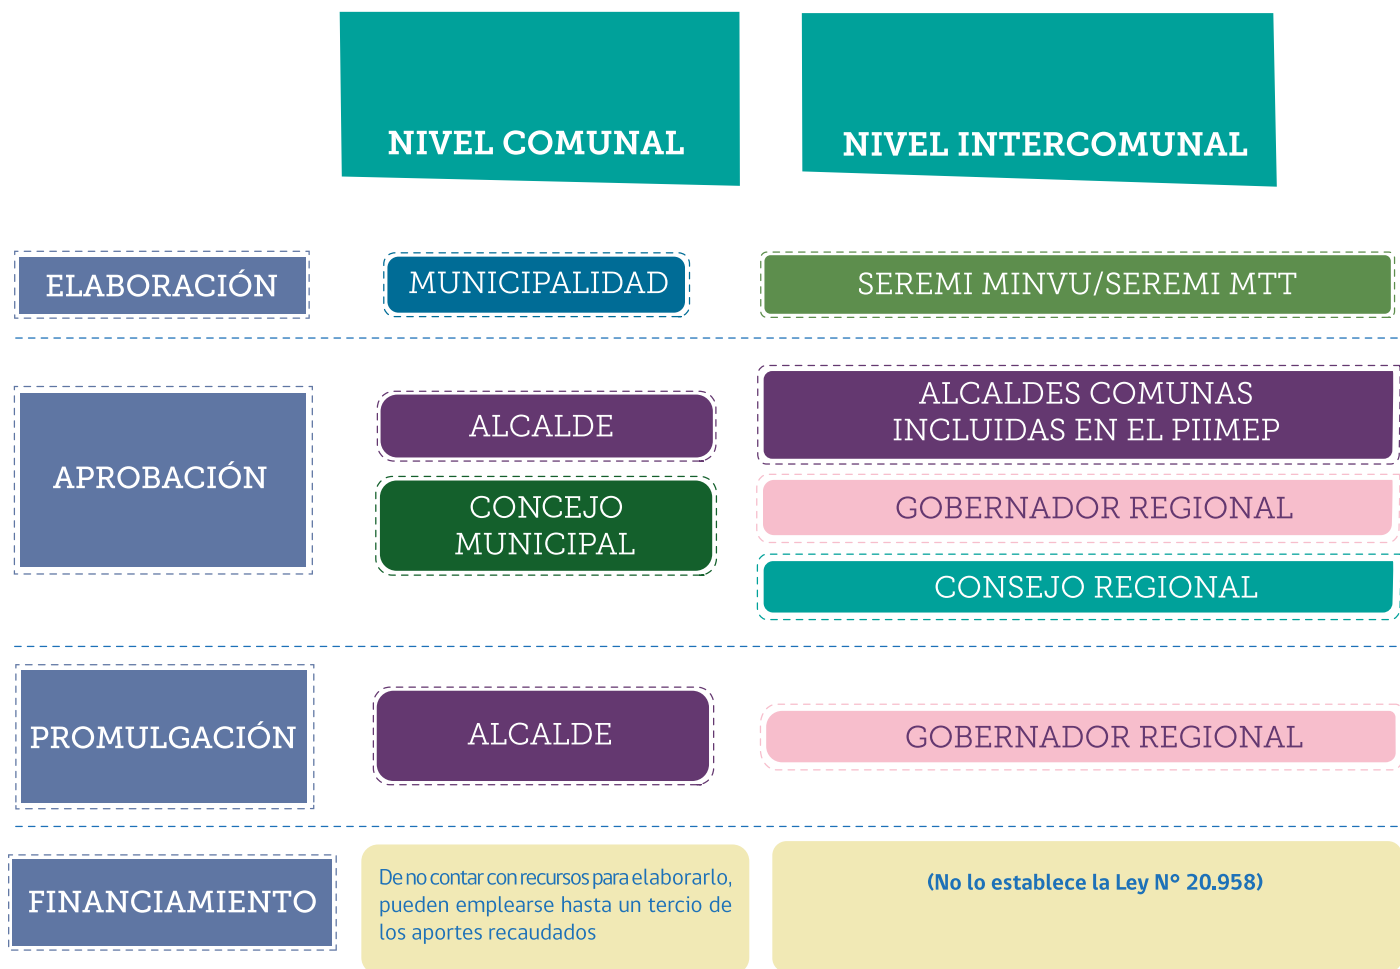 NIVEL COMUNAL
NIVEL INTERCOMUNAL
ELABORACIÓN
MUNICIPALIDAD
SEREMI MINVU/SEREMI MTT
APROBACIÓN
ALCALDE
CONCEJO
MUNICIPAL
ALCALDES COMUNAS
INCLUIDAS EN EL PIIMEP
GOBERNADOR REGIONAL
CONSEJO REGIONAL
PROMULGACIÓN
ALCALDE
GOBERNADOR REGIONAL
FINANCIAMIENTO
De no contar con recursos para elaborarlo,
pueden emplearse hasta un tercio de
los aportes recaudados
(No lo establece la Ley N° 20.958)